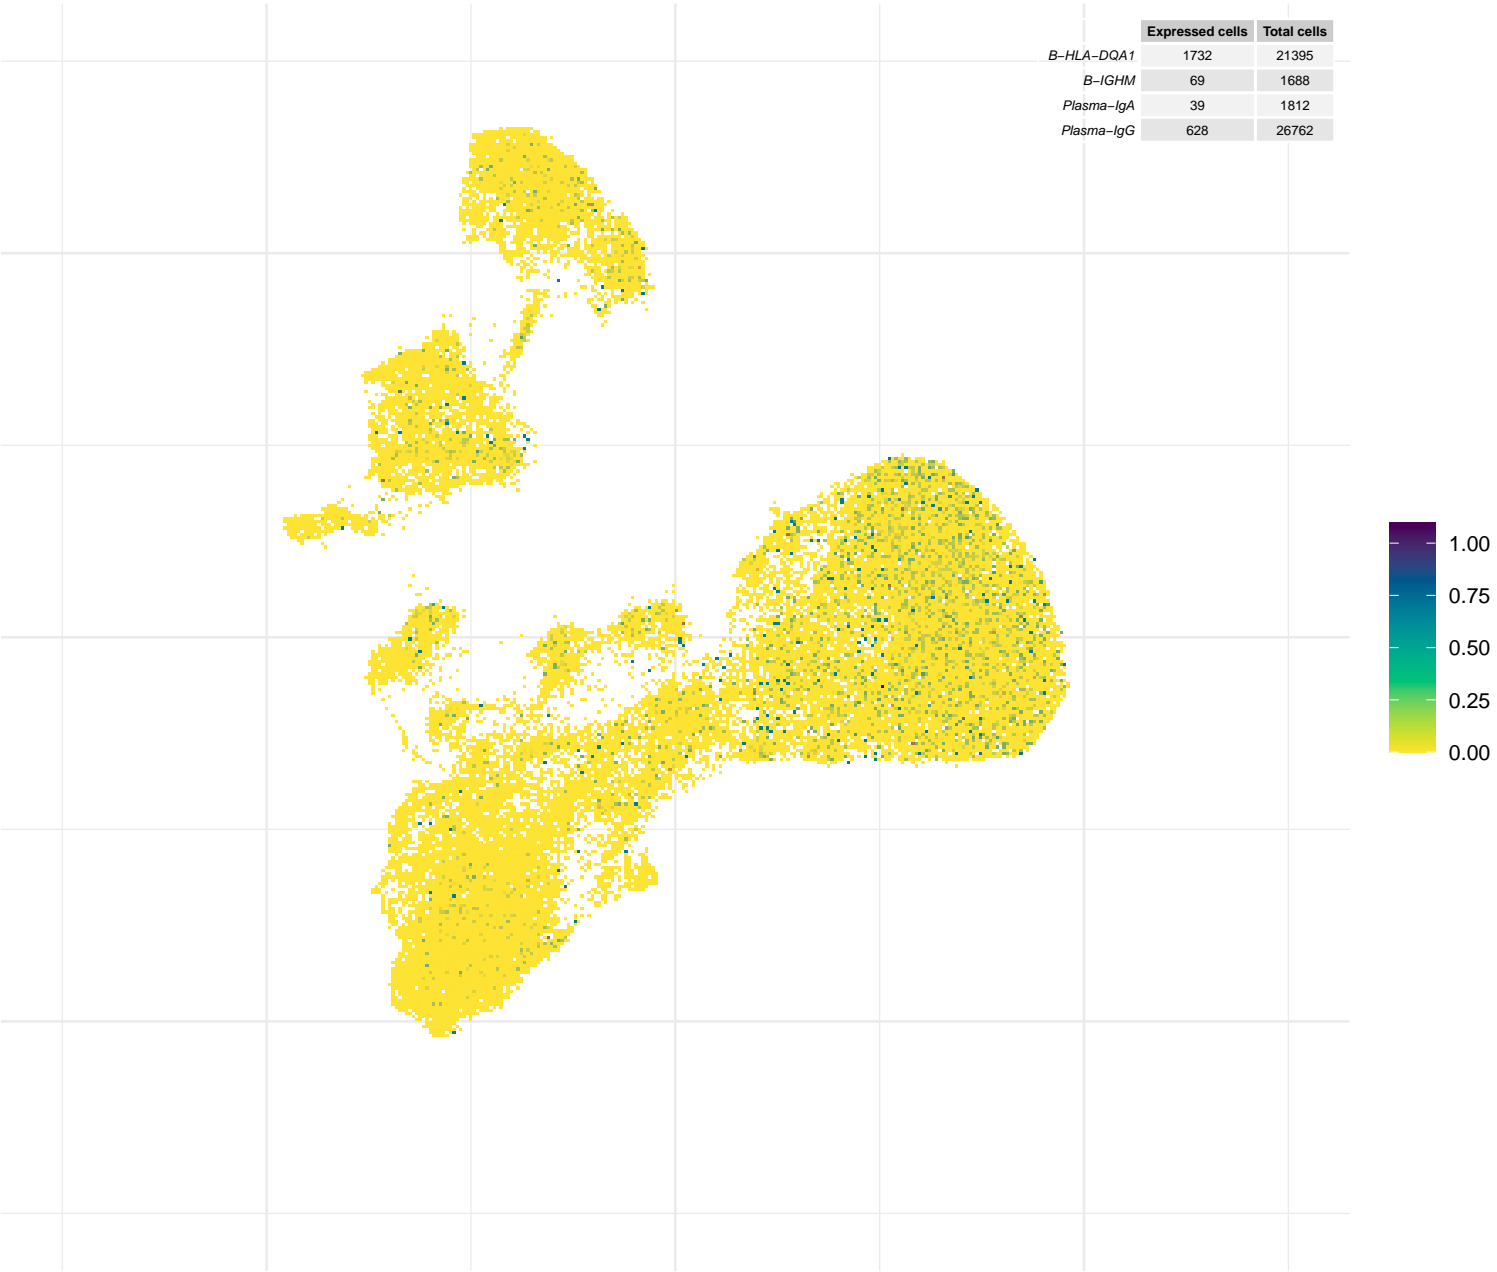 Expressed cells Total cells
B−HLA−DQA1 1732 21395
B−IGHM 69 1688
Plasma−IgA 39 1812
Plasma−IgG 628 26762
1.00
0.75
0.50
0.25
0.00